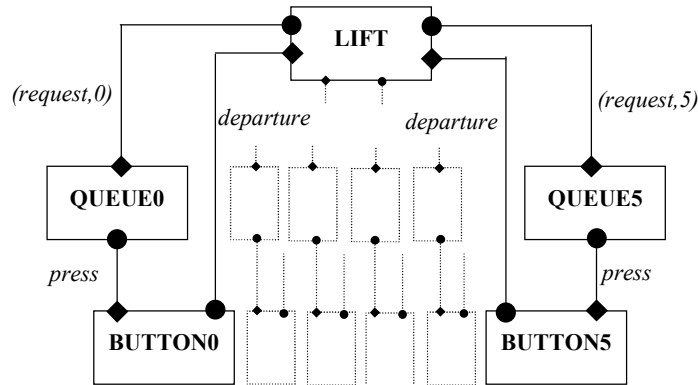 LIFT
(request,0)
(request,5)
departure
departure
QUEUE0
QUEUE5
press
press
BUTTON0
BUTTON5